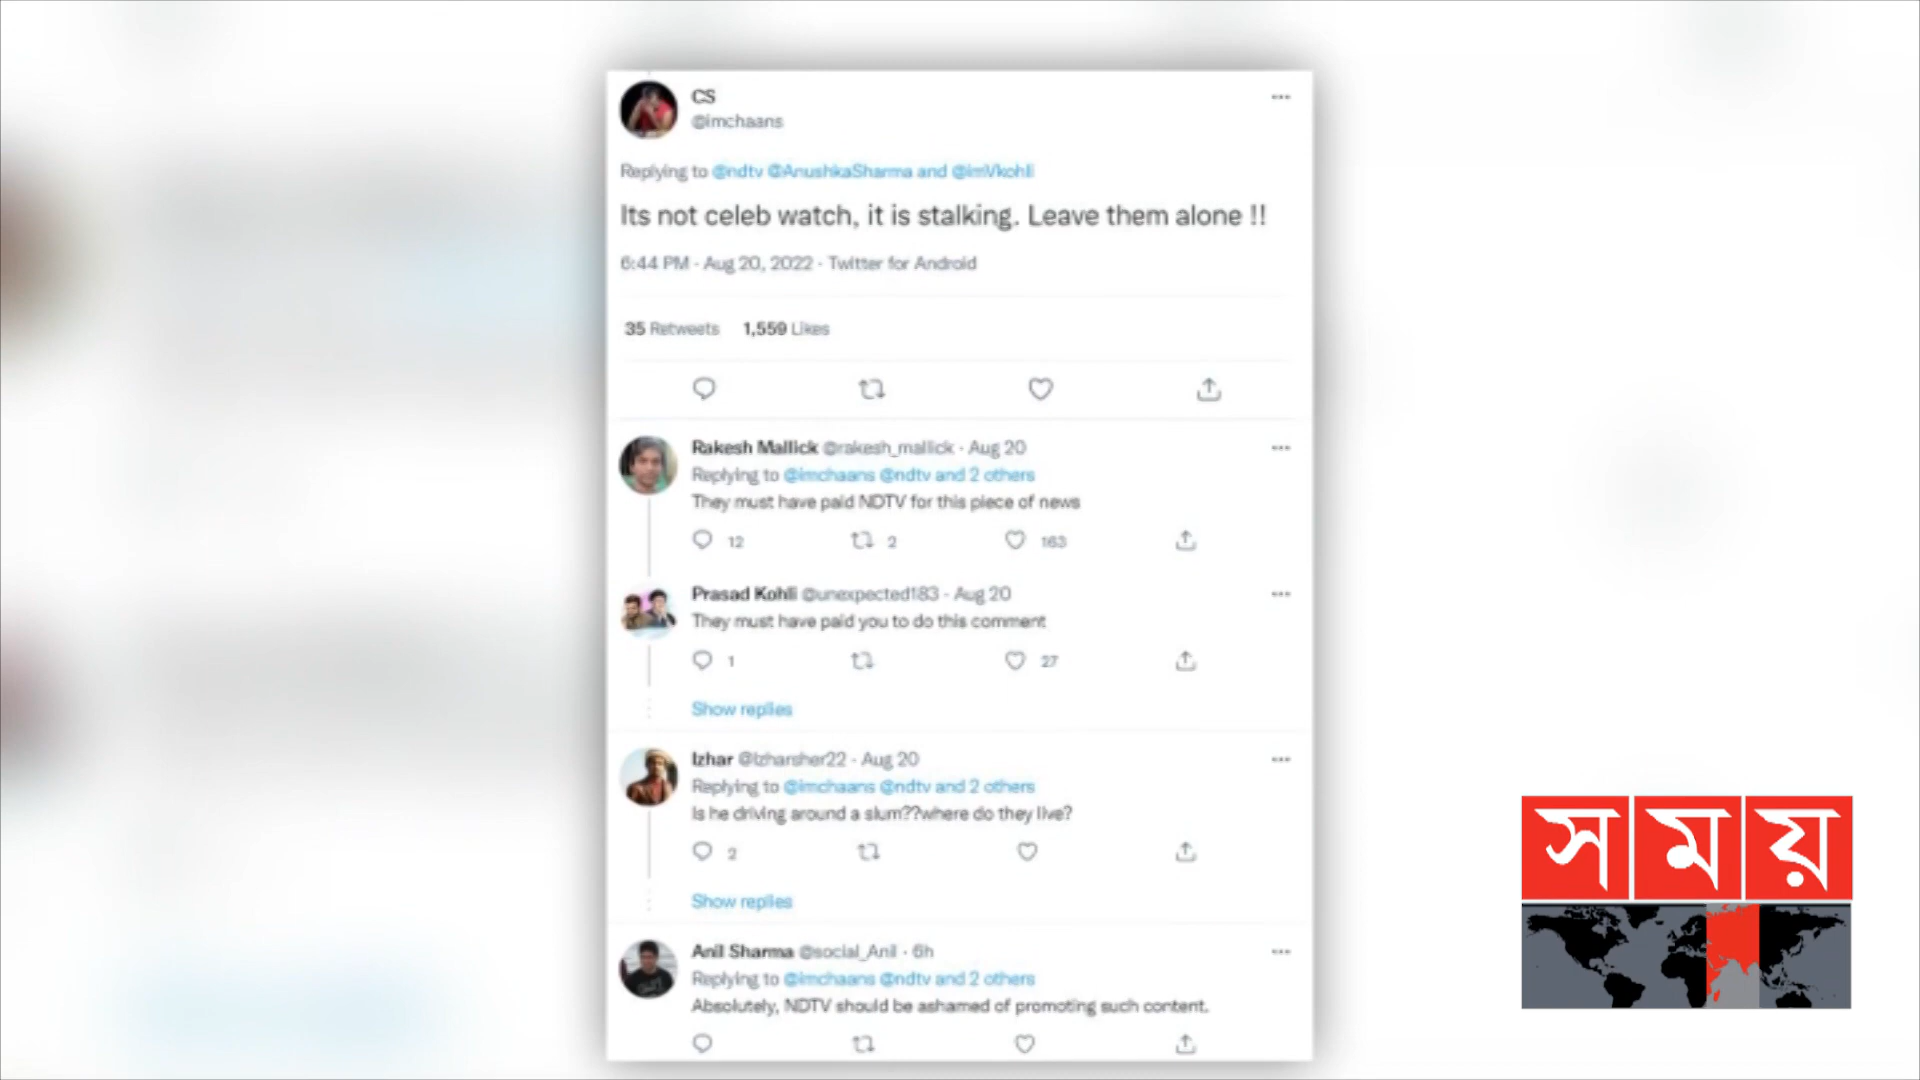 CS
@imchaans
Replying to @ndtv @AnushkaSharma and @imVkohli
Its not celeb watch, it is stalking. Leave them alone !!
6:44 PM · Aug 20, 2022 · Twitter for Android
35 Retweets 1,559 Likes
Rakesh Mallick @rakesh_mallick · Aug 20
Replying to @imchaans @ndtv and 2 others
They must have paid NDTV for this piece of news
12 2 163
Prasad Kohli @unexpected183 · Aug 20
They must have paid you to do this comment
1 27
Show replies
Izhar @Izharsher22 · Aug 20
Replying to @imchaans @ndtv and 2 others
Is he driving around a slum??where do they live?
2
Show replies
Anil Sharma @social_Anil · 6h
Replying to @imchaans @ndtv and 2 others
Absolutely, NDTV should be ashamed of promoting such content.
সময়